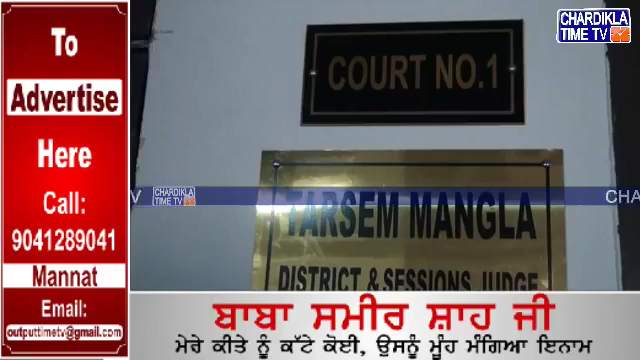 To
Advertise
Here
Call:
9041289041
Mannat
Email:
outputtimetv@gmail.com
CHARDIKLA
TIME TV
COURT NO.1
TV
CHARDIKLA
TIME TV
CHA
TARSEM MANGLA
DISTRICT & SESSIONS JUDGE
ਬਾਬਾ ਸਮੀਰ ਸ਼ਾਹ ਜੀ
ਮੇਰੇ ਕੀਤੇ ਨੂੰ ਕੱਟੇ ਕੋਈ, ਉਸਨੂੰ ਮੂੰਹ ਮੰਗਿਆ ਇਨਾਮ